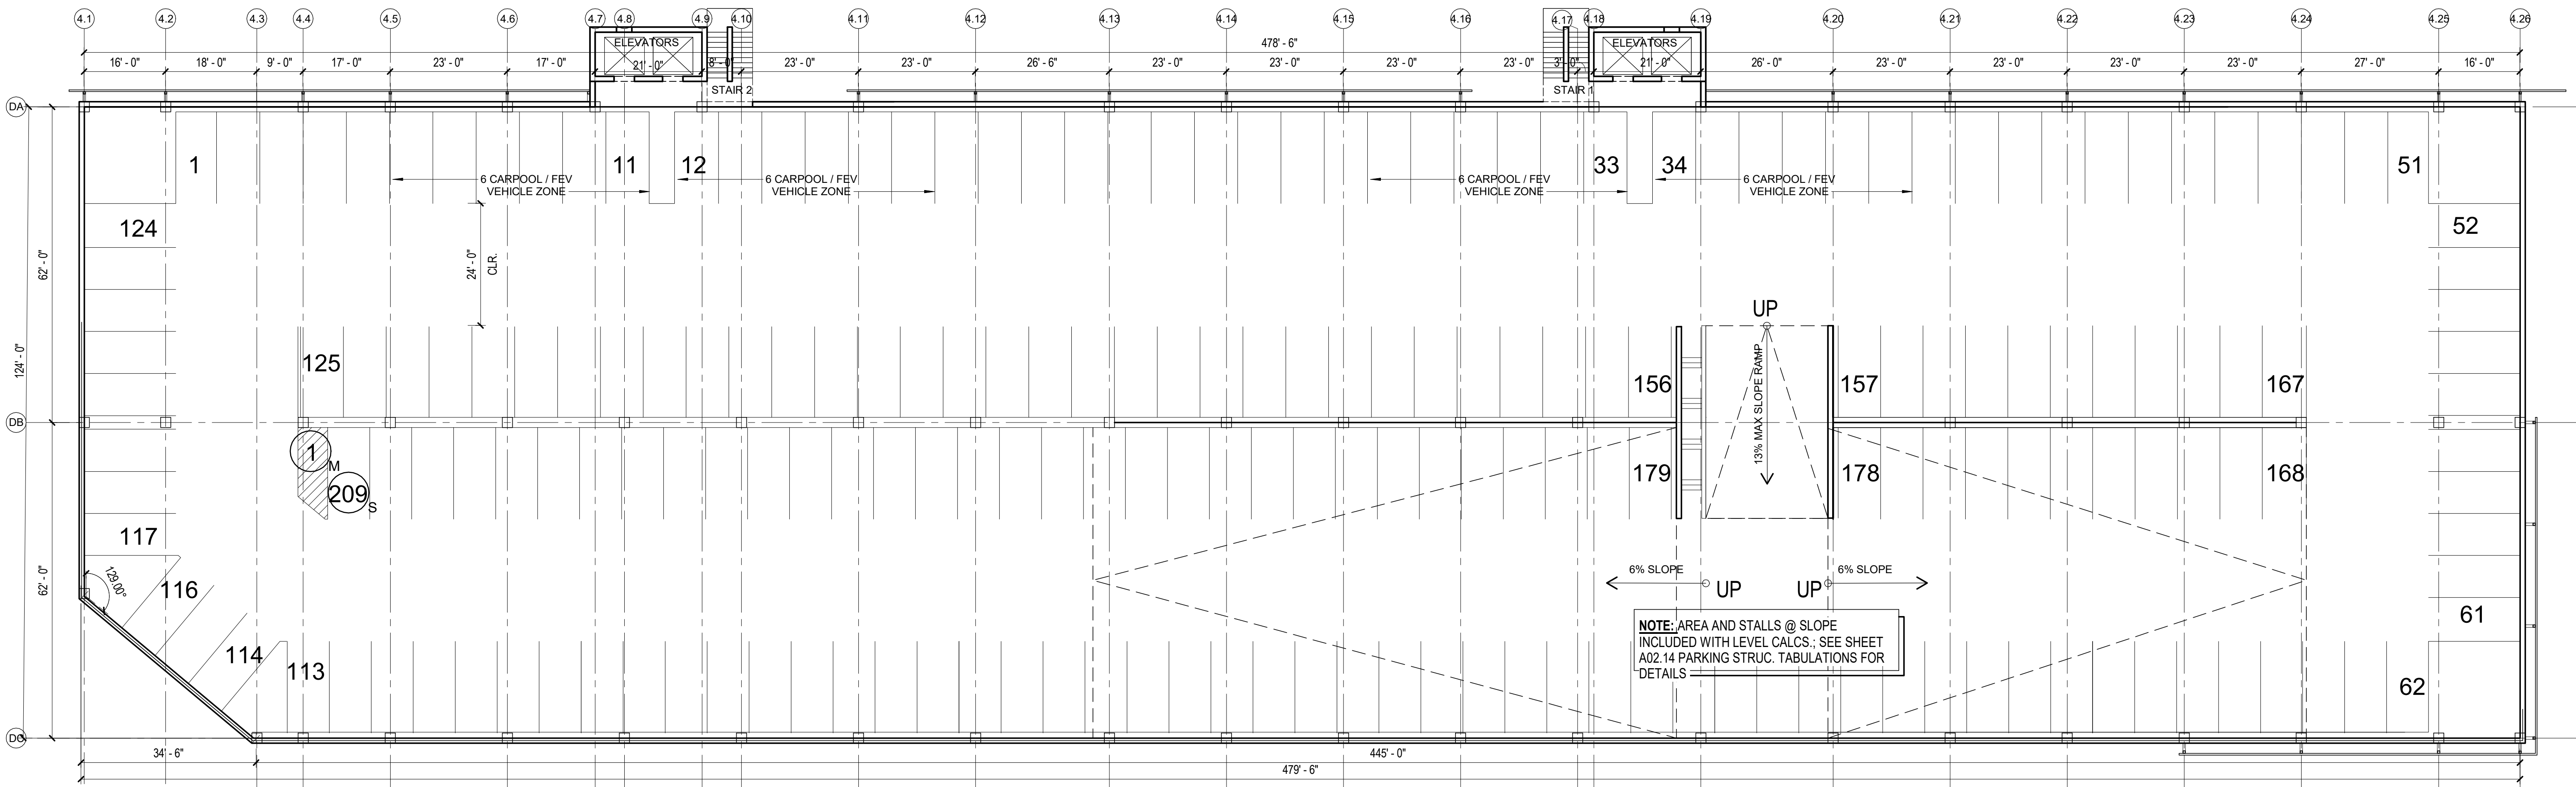 4.1 4.2 4.3 4.4 4.5 4.6 4.7 4.8 4.9 4.10 4.11 4.12 4.13 4.14 4.15 4.16 4.17 4.18 4.19 4.20 4.21 4.22 4.23 4.24 4.25 4.26
ELEVATORS ELEVATORS
478' - 6"
16' - 0" 18' - 0" 9' - 0" 17' - 0" 23' - 0" 17' - 0" 21' - 0" 8' - 0" 23' - 0" 23' - 0" 26' - 6" 23' - 0" 23' - 0" 23' - 0" 23' - 0" 3' - 0" 21' - 0" 26' - 0" 23' - 0" 23' - 0" 23' - 0" 23' - 0" 27' - 0" 16' - 0"
STAIR 2 STAIR 1
DA
1 11 12 33 34 51
6 CARPOOL / FEV
VEHICLE ZONE
6 CARPOOL / FEV
VEHICLE ZONE
6 CARPOOL / FEV
VEHICLE ZONE
6 CARPOOL / FEV
VEHICLE ZONE
124 52
62' - 0"
24' - 0"
CLR.
UP
124' - 0"
13% MAX SLOPE RAMP
125 156 157 167
DB
1 M
209 S
179 178 168
117
129.00°
116
62' - 0"
6% SLOPE 6% SLOPE
UP UP
61
NOTE: AREA AND STALLS @ SLOPE
INCLUDED WITH LEVEL CALCS.; SEE SHEET
A02.14 PARKING STRUC. TABULATIONS FOR
DETAILS
114
113
62
DC
34' - 6" 445' - 0"
479' - 6"